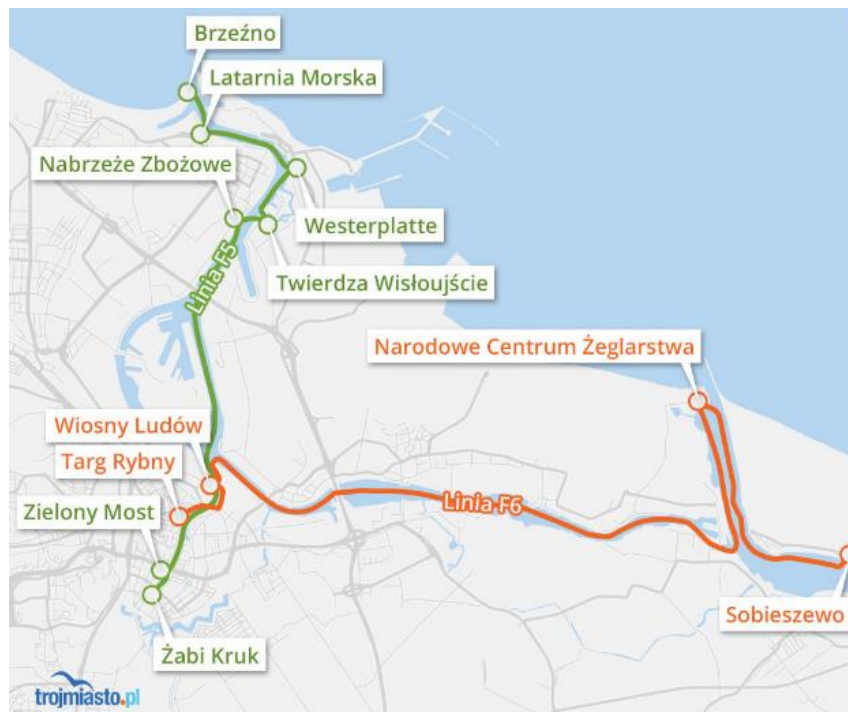 Brzeźno
Latarnia Morska
Nabrzeże Zbożowe
Westerplatte
Twierdza Wisłoujście
Linia F5
Narodowe Centrum Żeglarstwa
Wiosny Ludów
Targ Rybny
Zielony Most
Linia F6
Sobieszewo
Żabi Kruk
trojmiasto.pl